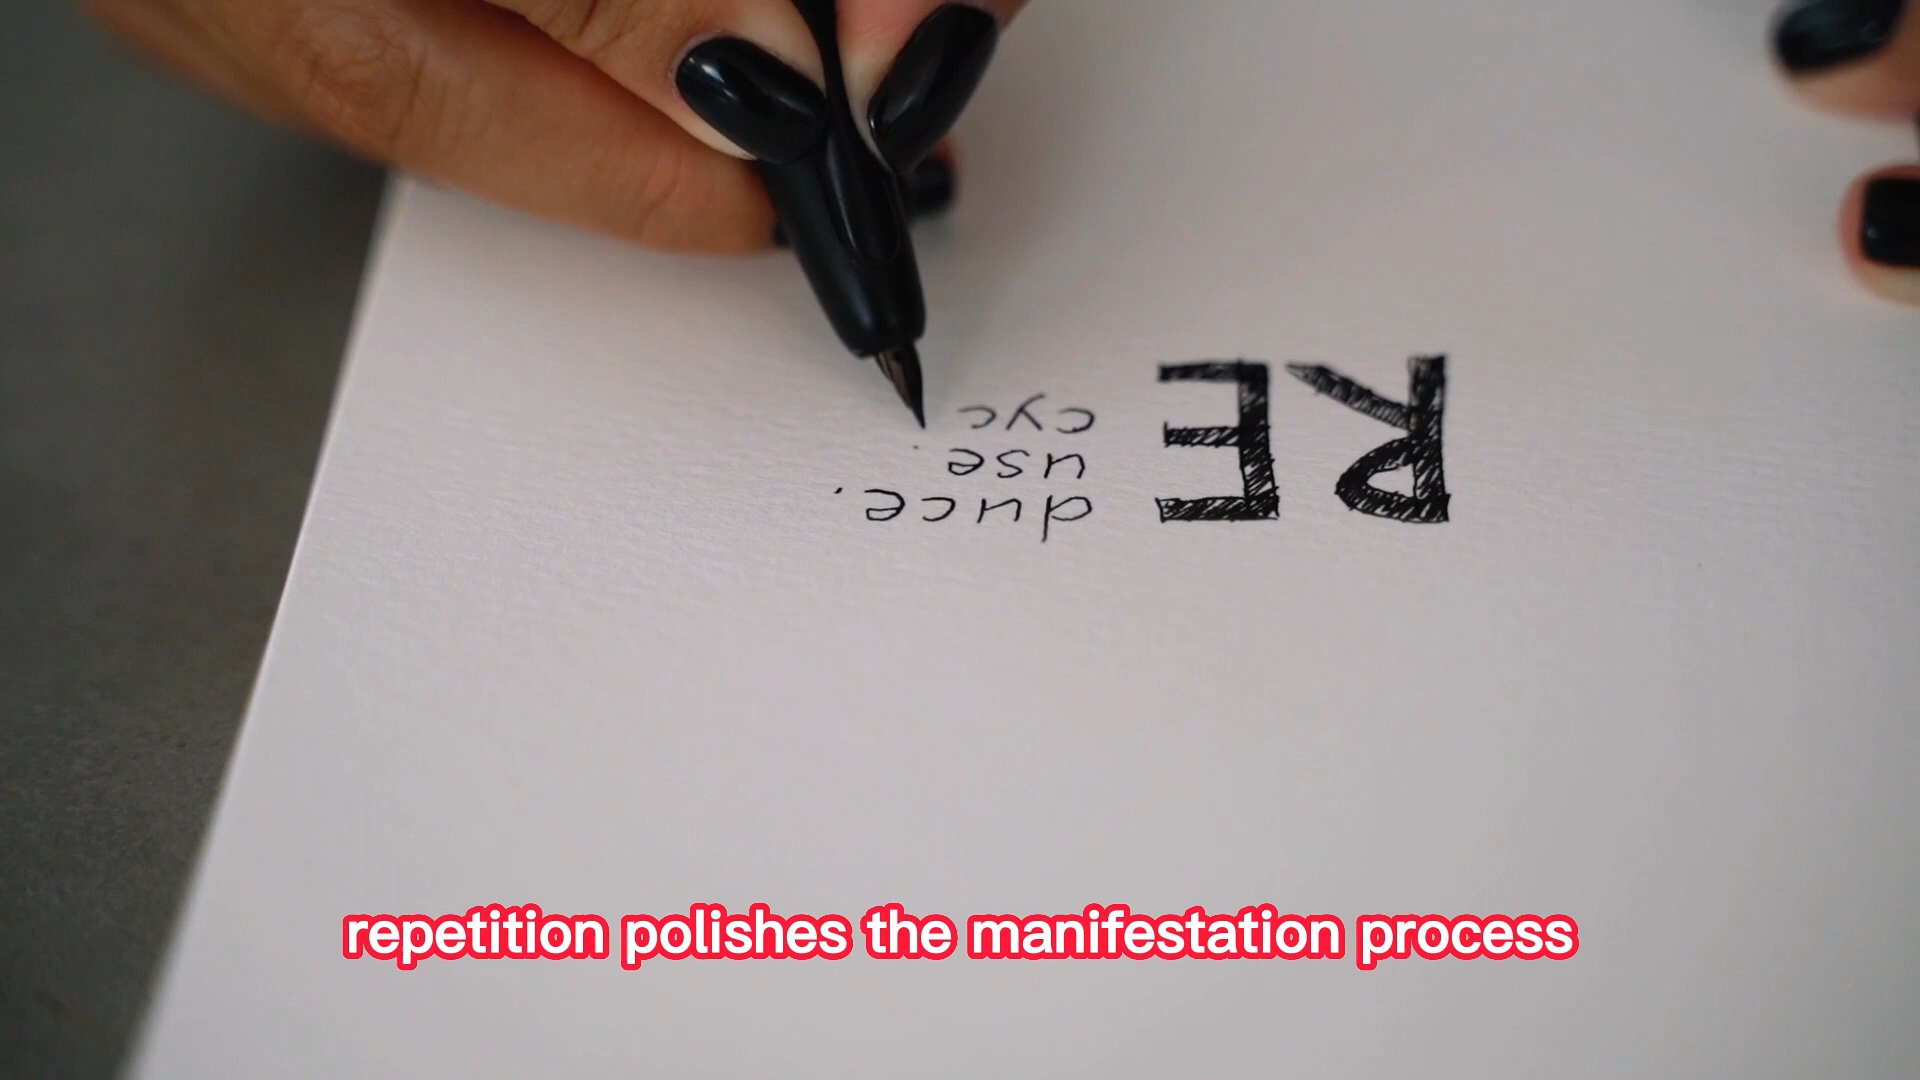 RE
duce.
use.
cyc
repetition polishes the manifestation process